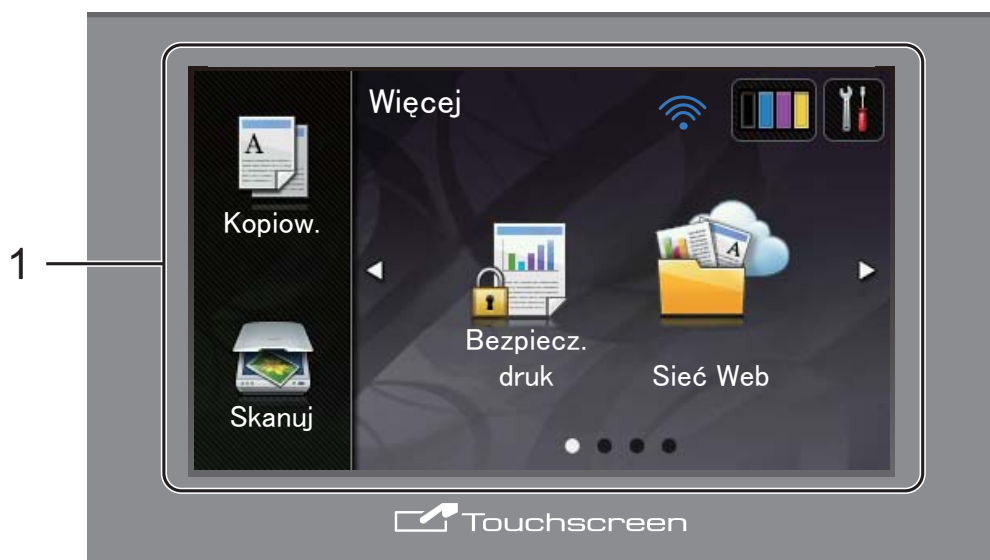 1
Więcej
Kopiow.
Skanuj
Bezpiecz.
druk
Sieć Web
Touchscreen